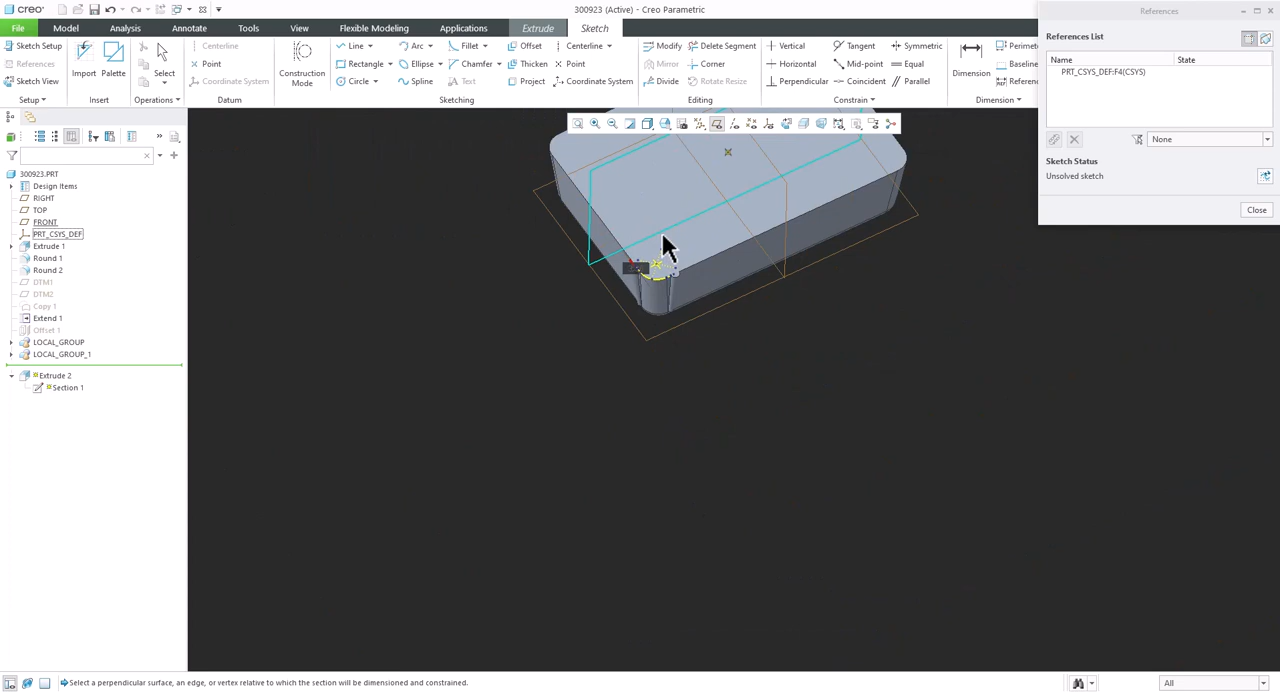 creo
300923 (Active) - Creo Parametric
References
File
Model
Analysis
Annotate
Tools
View
Flexible Modeling
Applications
Extrude
Sketch
References List
Name
State
PRT_CSYS_DEF:F4(CSYS)
None
Sketch Status
Unsolved sketch
Close
Sketch Setup
References
Sketch View
Setup
Import
Palette
Insert
Select
Operations
Centerline
Point
Coordinate System
Datum
Construction
Mode
Line
Rectangle
Circle
Arc
Ellipse
Spline
Fillet
Chamfer
Text
Offset
Thicken
Project
Centerline
Point
Coordinate System
Sketching
Modify
Mirror
Divide
Delete Segment
Corner
Rotate Resize
Editing
Vertical
Horizontal
Perpendicular
Tangent
Mid-point
Coincident
Symmetric
Equal
Parallel
Constrain
Dimension
Perimete
Baseline
Referen
Dimension
300923.PRT
Design Items
RIGHT
TOP
FRONT
PRT_CSYS_DEF
Extrude 1
Round 1
Round 2
DTM1
DTM2
Copy 1
Extend 1
Offset 1
LOCAL_GROUP
LOCAL_GROUP_1
Extrude 2
Section 1
Select a perpendicular surface, an edge, or vertex relative to which the section will be dimensioned and constrained.
All